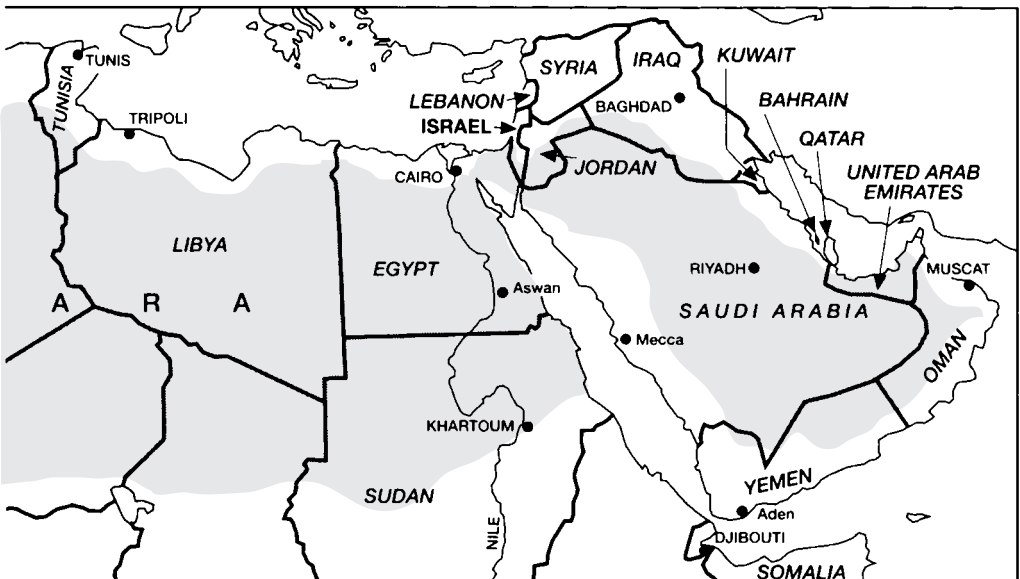 TUNIS
TUNISIA
TRIPOLI
SYRIA
IRAQ
KUWAIT
LEBANON
BAGHDAD
BAHRAIN
ISRAEL
QATAR
JORDAN
CAIRO
UNITED ARAB
EMIRATES
LIBYA
EGYPT
RIYADH
MUSCAT
Aswan
A R A
SAUDI ARABIA
Mecca
OMAN
KHARTOUM
SUDAN
YEMEN
NILE
Aden
DJIBOUTI
SOMALIA